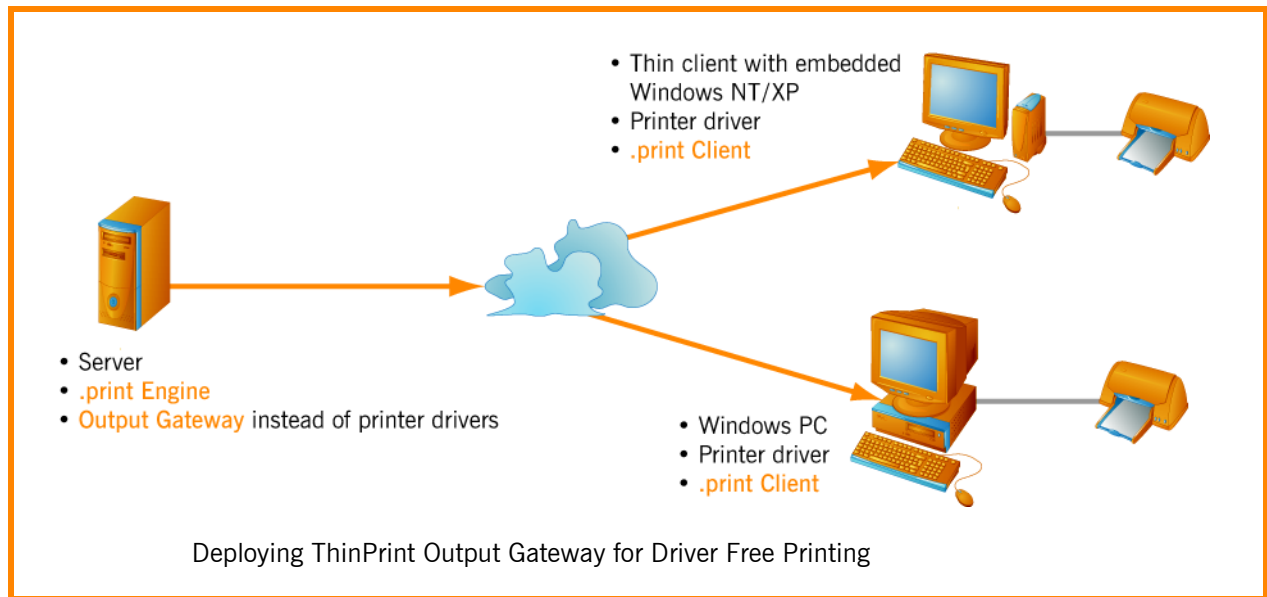 • Thin client with embedded
Windows NT/XP
• Printer driver
• .print Client
• Server
• .print Engine
• Output Gateway instead of printer drivers
• Windows PC
• Printer driver
• .print Client
Deploying ThinPrint Output Gateway for Driver Free Printing